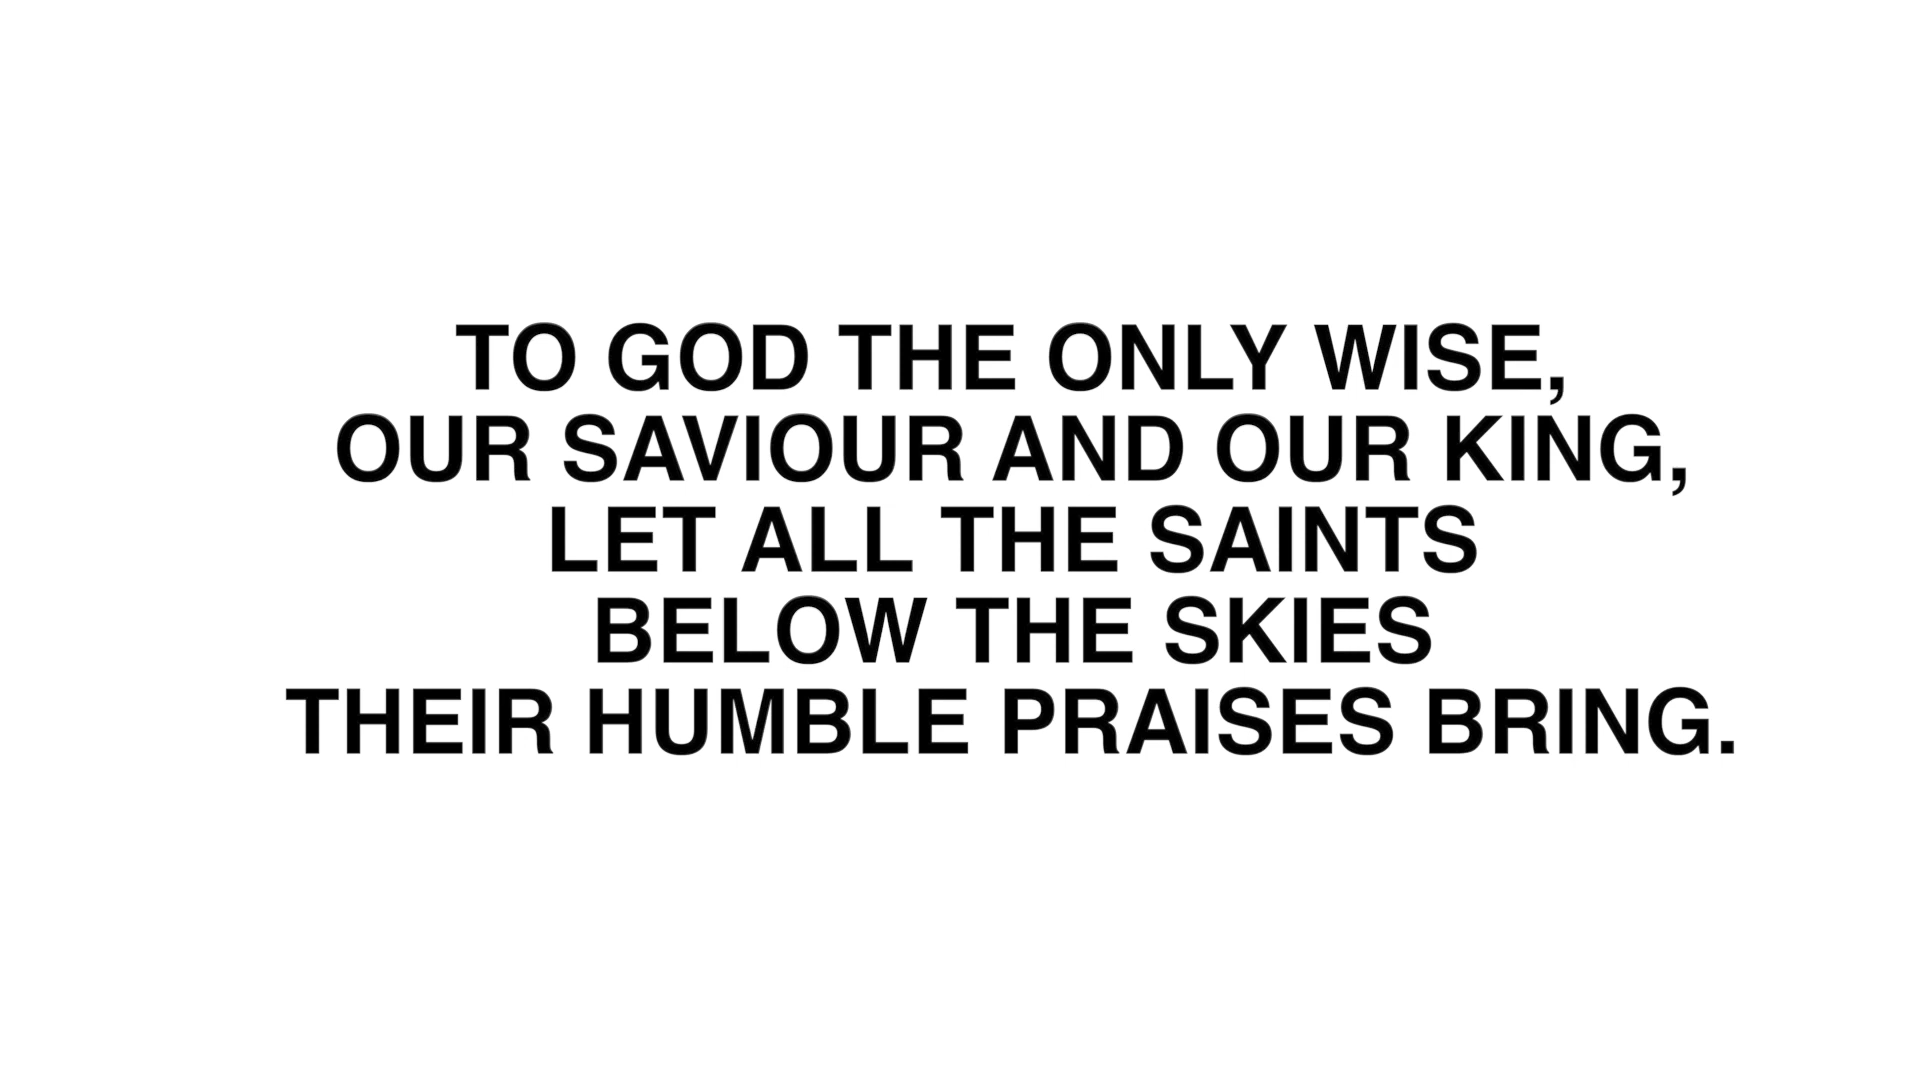 TO GOD THE ONLY WISE,
OUR SAVIOUR AND OUR KING,
LET ALL THE SAINTS
BELOW THE SKIES
THEIR HUMBLE PRAISES BRING.